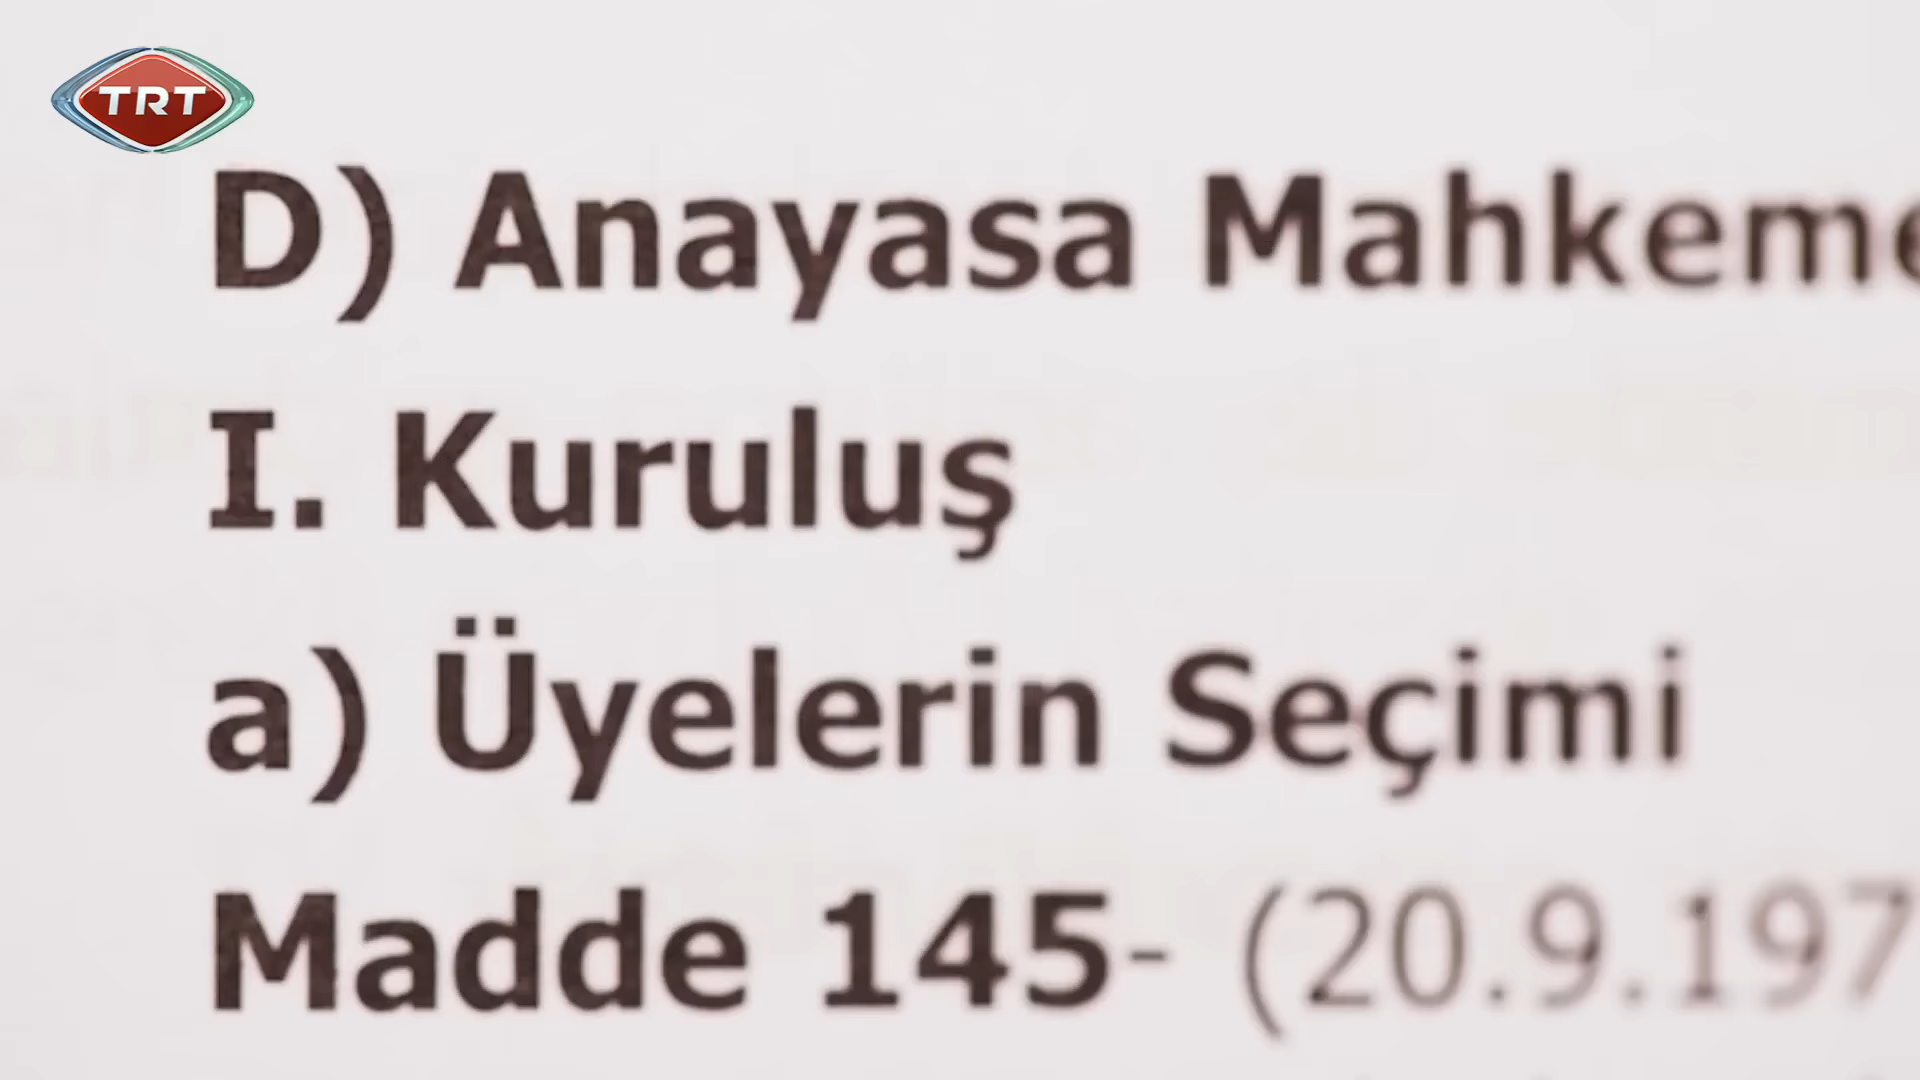 TRT
D) Anayasa Mahkeme
I. Kuruluş
a) Üyelerin Seçimi
Madde 145- (20.9.197